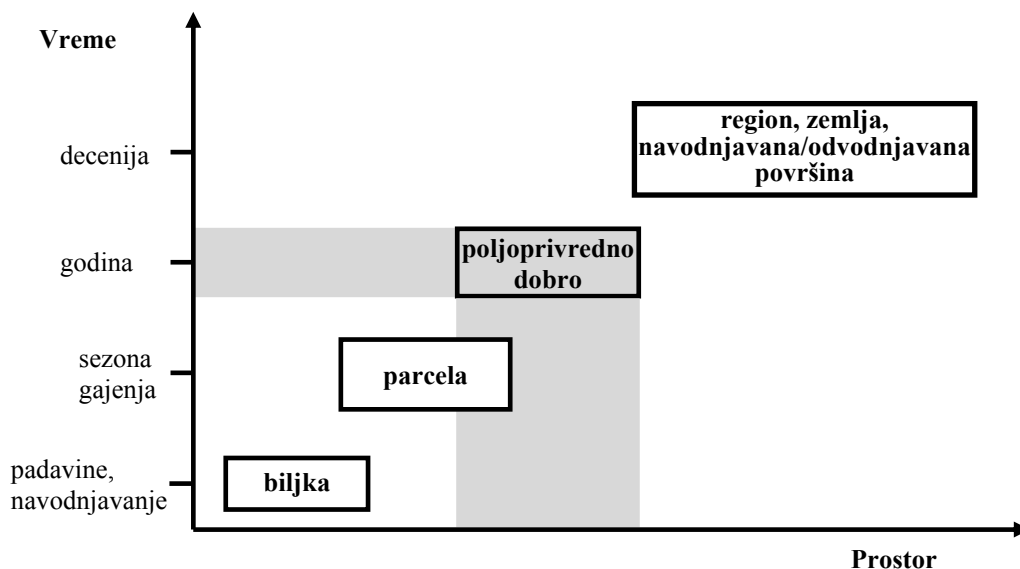 Vreme
region, zemlja,
navodnjavana/odvodnjavana
površina
decenija
poljoprivredno
dobro
godina
sezona
gajenja
parcela
padavine,
navodnjavanje
biljka
Prostor